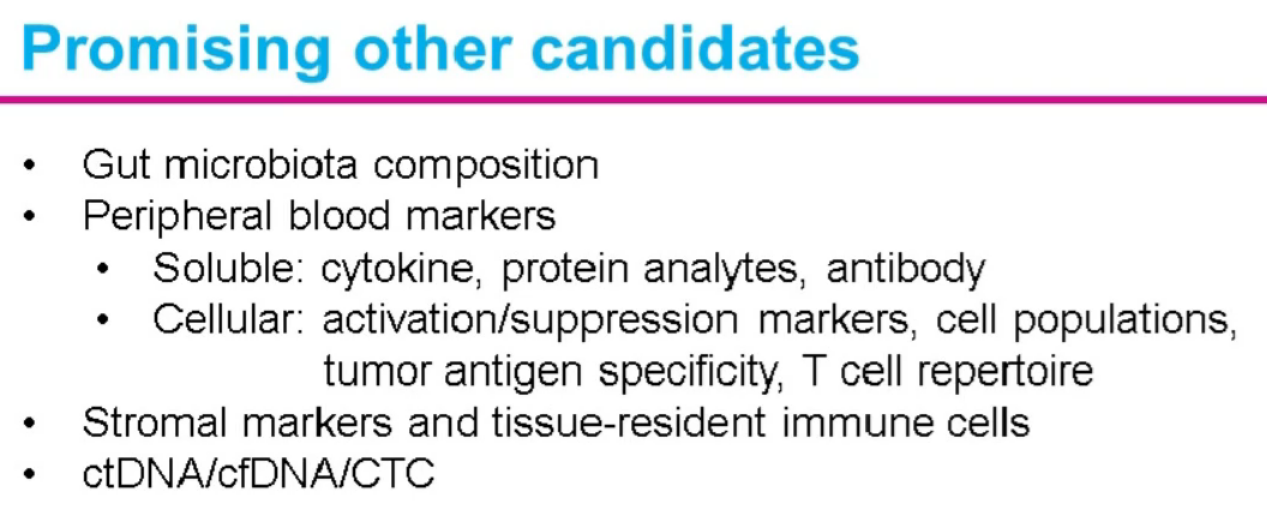 Promising other candidates
• Gut microbiota composition
• Peripheral blood markers
• Soluble: cytokine, protein analytes, antibody
• Cellular: activation/suppression markers, cell populations,
tumor antigen specificity, T cell repertoire
• Stromal markers and tissue-resident immune cells
• ctDNA/cfDNA/CTC